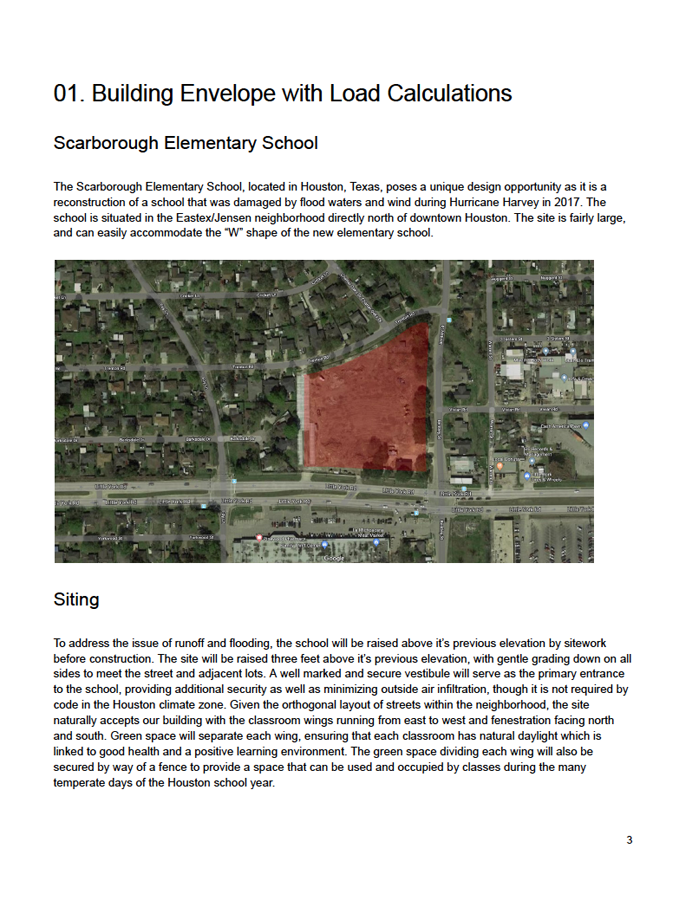 01. Building Envelope with Load Calculations
Scarborough Elementary School
The Scarborough Elementary School, located in Houston, Texas, poses a unique design opportunity as it is a
reconstruction of a school that was damaged by flood waters and wind during Hurricane Harvey in 2017. The
school is situated in the Eastex/Jensen neighborhood directly north of downtown Houston. The site is fairly large,
and can easily accommodate the “W” shape of the new elementary school.
Little York Rd
Google
Siting
To address the issue of runoff and flooding, the school will be raised above it’s previous elevation by sitework
before construction. The site will be raised three feet above it’s previous elevation, with gentle grading down on all
sides to meet the street and adjacent lots. A well marked and secure vestibule will serve as the primary entrance
to the school, providing additional security as well as minimizing outside air infiltration, though it is not required by
code in the Houston climate zone. Given the orthogonal layout of streets within the neighborhood, the site
naturally accepts our building with the classroom wings running from east to west and fenestration facing north
and south. Green space will separate each wing, ensuring that each classroom has natural daylight which is
linked to good health and a positive learning environment. The green space dividing each wing will also be
secured by way of a fence to provide a space that can be used and occupied by classes during the many
temperate days of the Houston school year.
3